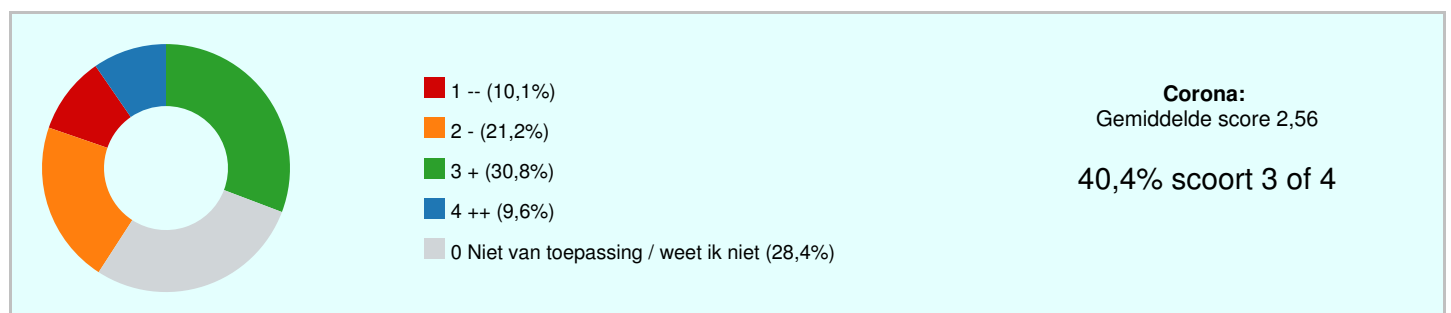 1 -- (10,1%)
2 - (21,2%)
3 + (30,8%)
4 ++ (9,6%)
0 Niet van toepassing / weet ik niet (28,4%)
Corona:
Gemiddelde score 2,56
40,4% scoort 3 of 4